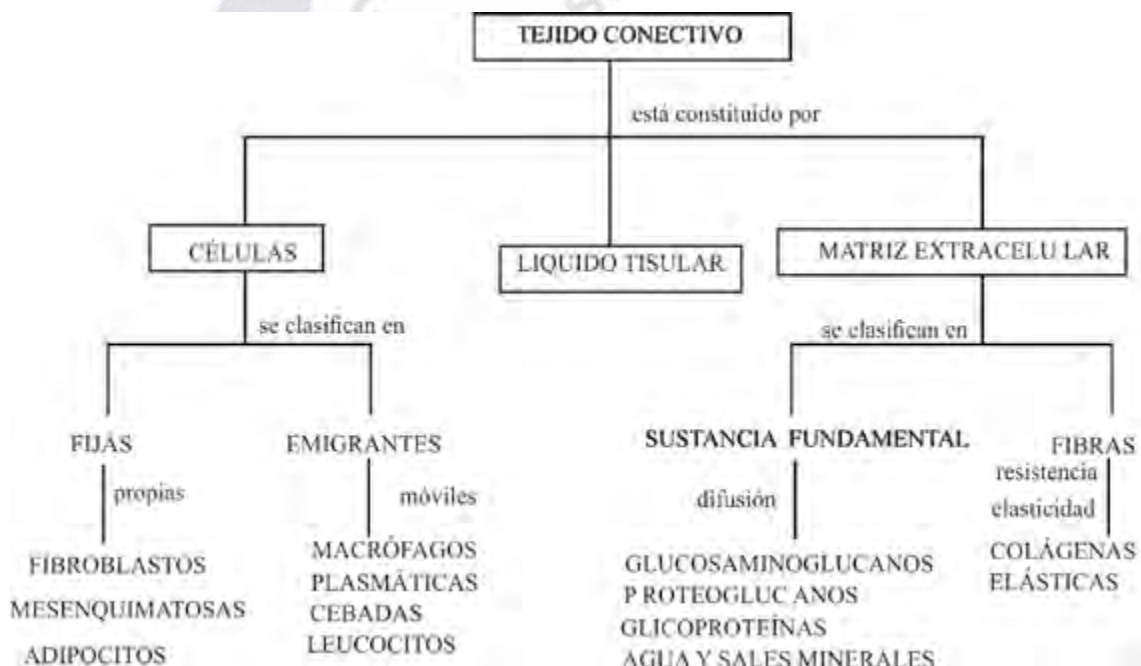 TEJIDO CONECTIVO
está constituido por
CÉLULAS
LIQUIDO TISULAR
MATRIZ EXTRACELU LAR
se clasifican en
se clasifican en
FIJAS
EMIGRANTES
SUSTANCIA FUNDAMENTAL
FIBRAS
propias
móviles
difusión
resistencia
elasticidad
FIBROBLASTOS
MESENQUIMATOSAS
ADIPOCITOS
MACRÓFAGOS
PLASMÁTICAS
CEBADAS
LEUCOCITOS
GLUCOSAMINOGLUCANOS
P ROTEOGLUC ANOS
GLICOPROTEÍNAS
AGUA Y SALES MINERALES
COLÁGENAS
ELÁSTICAS